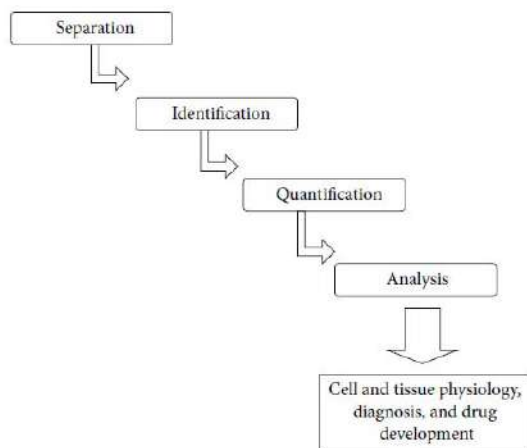 Separation
Identification
Quantification
Analysis
Cell and tissue physiology,
diagnosis, and drug
development